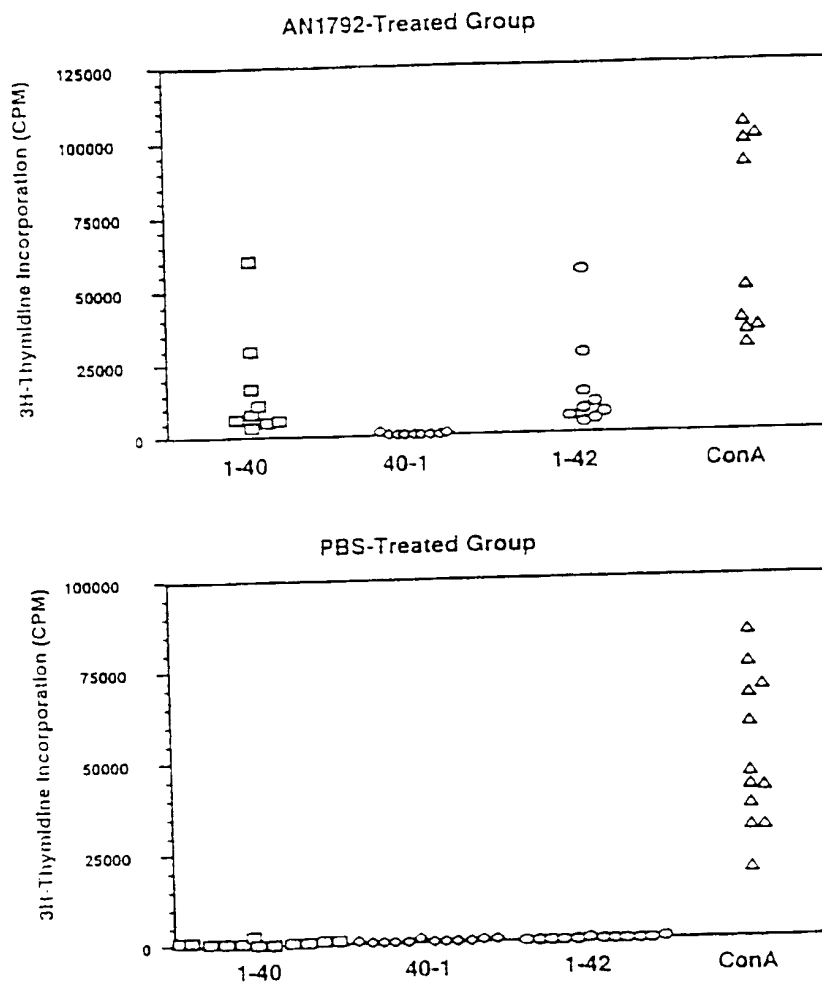 AN1792-Treated Group
3H-Thymidine Incorporation (CPM)
125000
100000
75000
50000
25000
0
1-40 40-1 1-42 ConA
PBS-Treated Group
3H-Thymidine Incorporation (CPM)
100000
75000
50000
25000
0
1-40 40-1 1-42 ConA